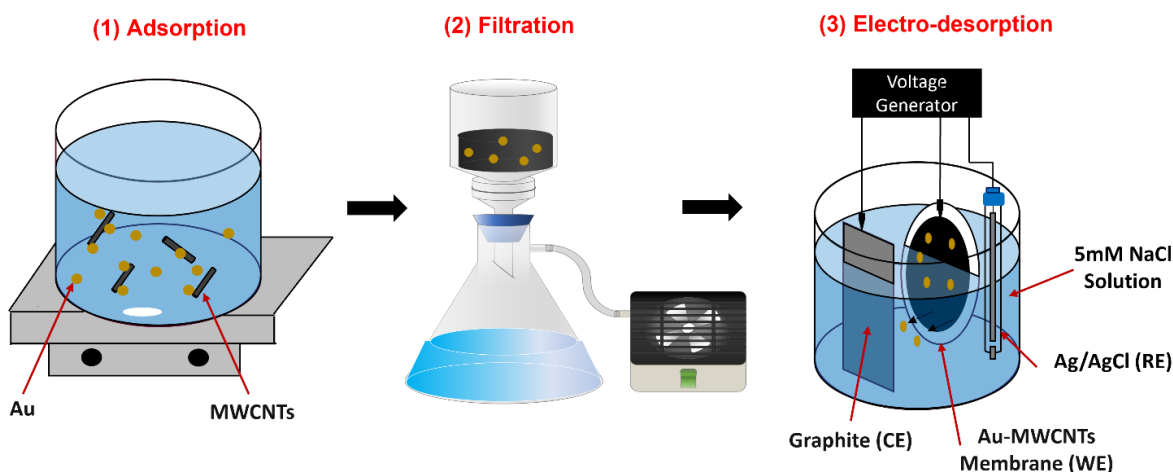 (1) Adsorption
(2) Filtration
(3) Electro-desorption
Voltage
Generator
5mM NaCl
Solution
Ag/AgCl (RE)
Au
MWCNTs
Graphite (CE)
Au-MWCNTs
Membrane (WE)